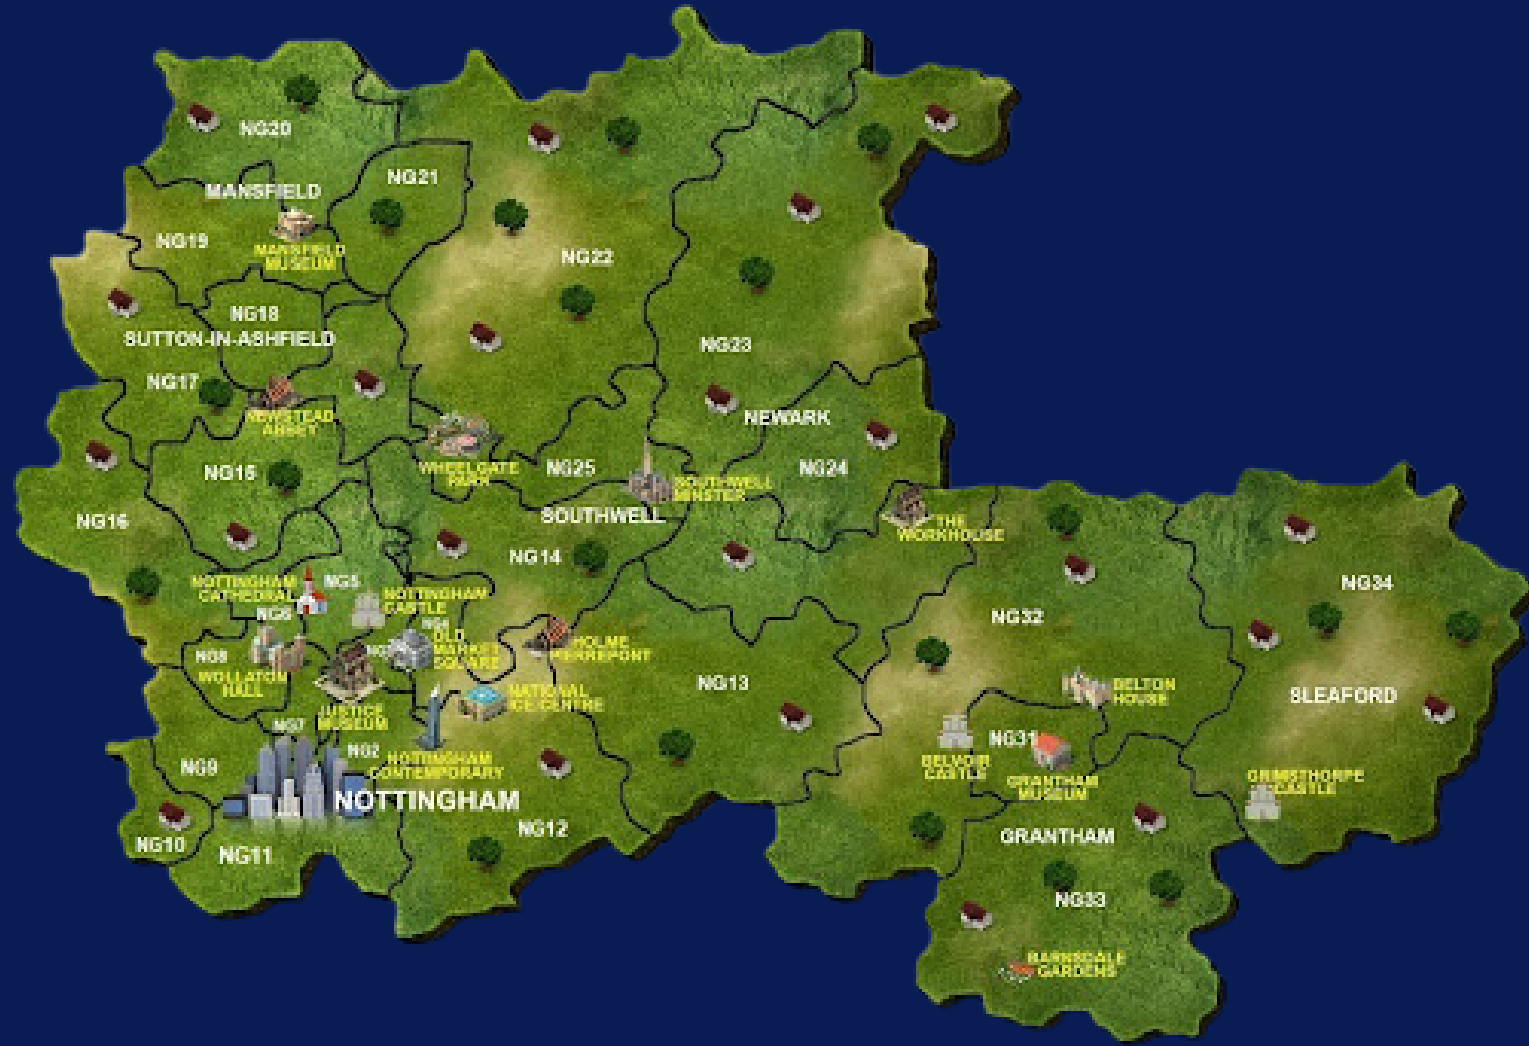 NG20
NG21
MANSFIELD
NG19
MANSFIELD
MUSEUM
NG22
NG18
SUTTON-IN-ASHFIELD
NG23
NG17
NEWSTEAD
ABBEY
NEWARK
NG15
WHEELGATE
PARK
NG25
NG24
SOUTHWELL
MINSTER
NG16
SOUTHWELL
THE
WORKHOUSE
NG14
NOTTINGHAM
CATHEDRAL
NG5
NOTTINGHAM
CASTLE
NG34
NG6
NG32
OLD
MARKET
SQUARE
HOLME
PIERREPONT
NG8
WOLLATON
HALL
NG13
BELTON
HOUSE
SLEAFORD
NATIONAL
ICE CENTRE
JUSTICE
MUSEUM
NG7
NG2
NOTTINGHAM
CONTEMPORARY
NG31
BELVOIR
CASTLE
GRANTHAM
MUSEUM
GRIMSTHORPE
CASTLE
NG9
NOTTINGHAM
NG12
GRANTHAM
NG10
NG11
NG33
BARNSDALE
GARDENS